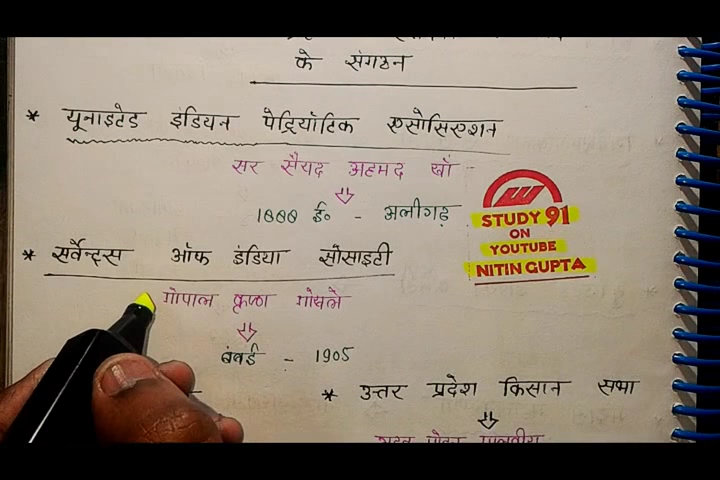 के संगठन
* यूनाइटेड इंडियन पेट्रियॉटिक एसोसिएशन
सर सैयद अहमद खाँ
1888 ई० - अलीगढ़
STUDY 91
ON
YOUTUBE
NITIN GUPTA
* सर्वेन्ट्स ऑफ इंडिया सोसाइटी
गोपाल कृष्ण गोखले
बंबई - 1905
* उत्तर प्रदेश किसान सभा